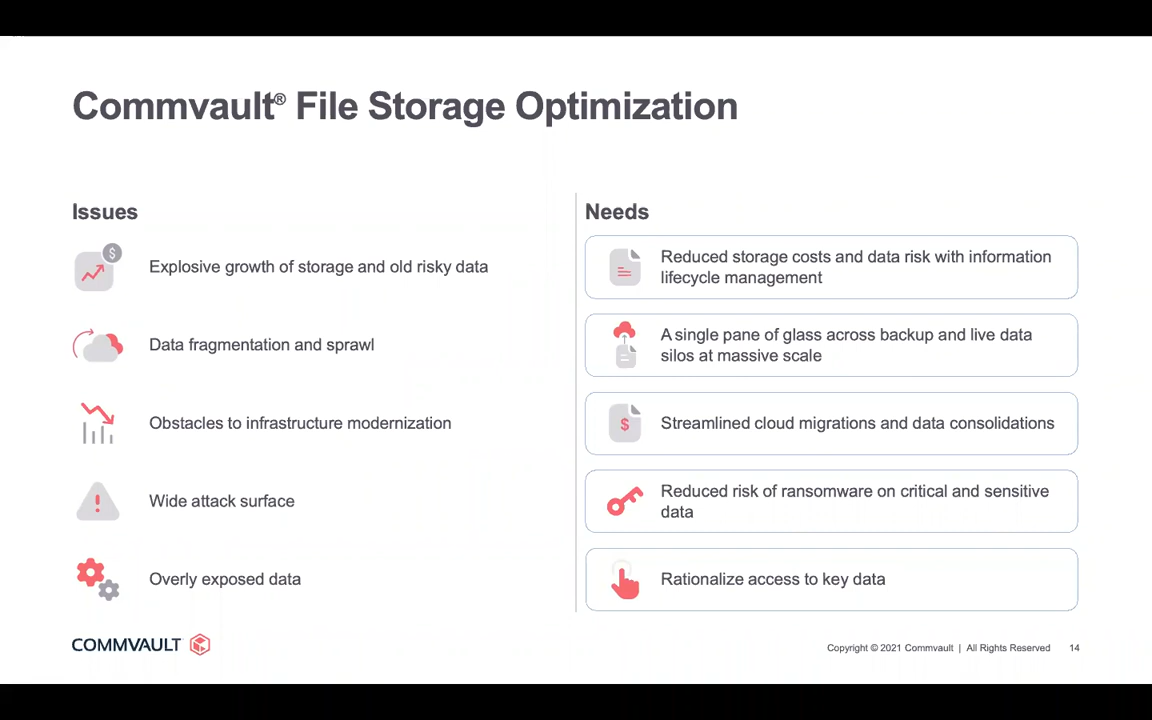 Commvault® File Storage Optimization
Issues
$
Explosive growth of storage and old risky data
Data fragmentation and sprawl
Obstacles to infrastructure modernization
!
Wide attack surface
Overly exposed data
Needs
Reduced storage costs and data risk with information
lifecycle management
A single pane of glass across backup and live data
silos at massive scale
$
Streamlined cloud migrations and data consolidations
Reduced risk of ransomware on critical and sensitive
data
Rationalize access to key data
COMMVAULT
Copyright © 2021 Commvault | All Rights Reserved 14